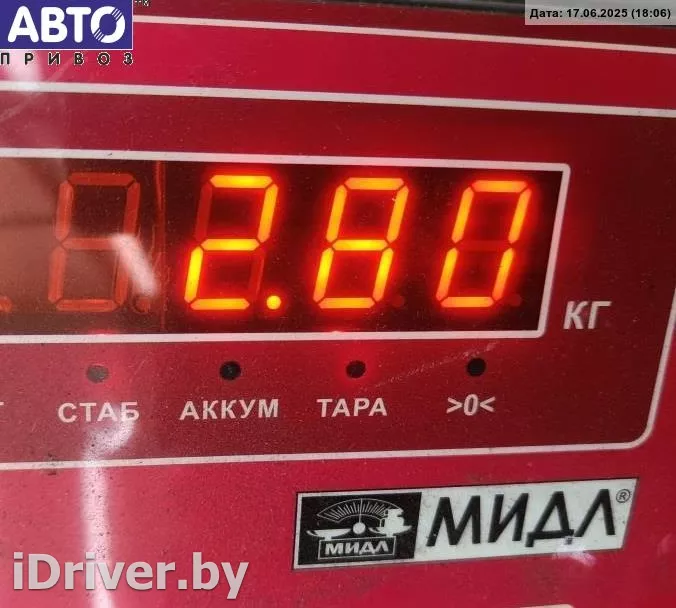 АВТО
ПРИВОЗ
Дата: 17.06.2025 (18:06)
2.80
КГ
СТАБ АККУМ ТАРА >0<
МИДЛ МИДЛ®
iDriver.by